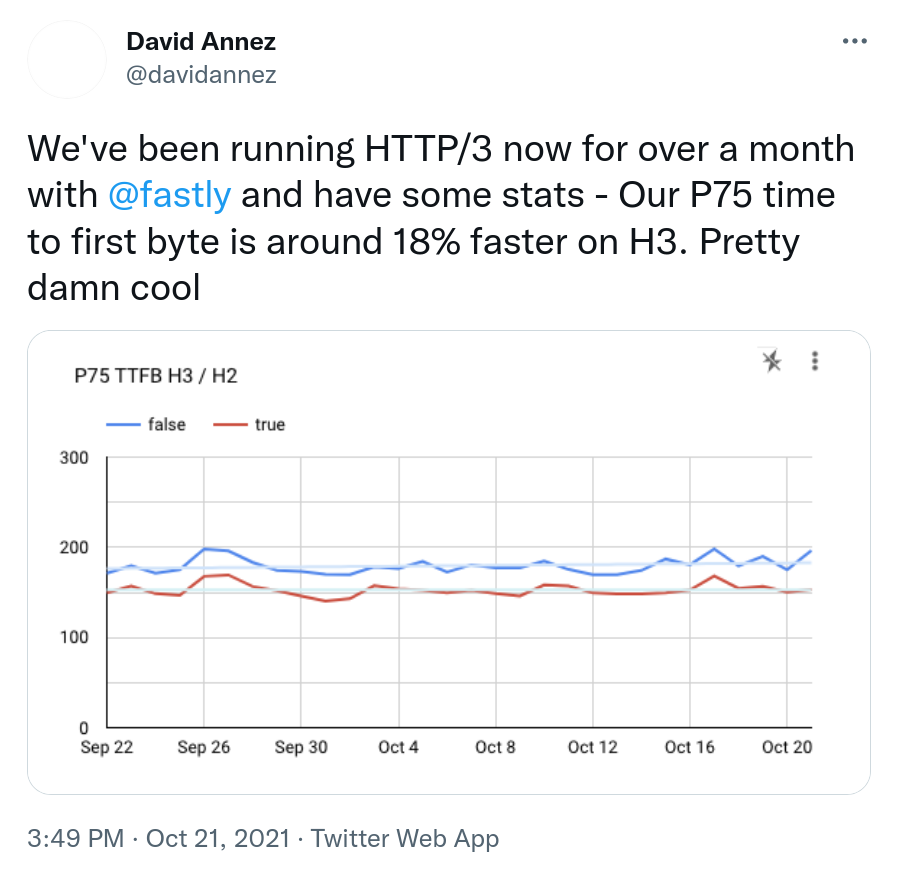 David Annez
@davidannez
We've been running HTTP/3 now for over a month
with @fastly and have some stats - Our P75 time
to first byte is around 18% faster on H3. Pretty
damn cool
P75 TTFB H3 / H2
false true
300
200
100
0
Sep 22 Sep 26 Sep 30 Oct 4 Oct 8 Oct 12 Oct 16 Oct 20
3:49 PM · Oct 21, 2021 · Twitter Web App